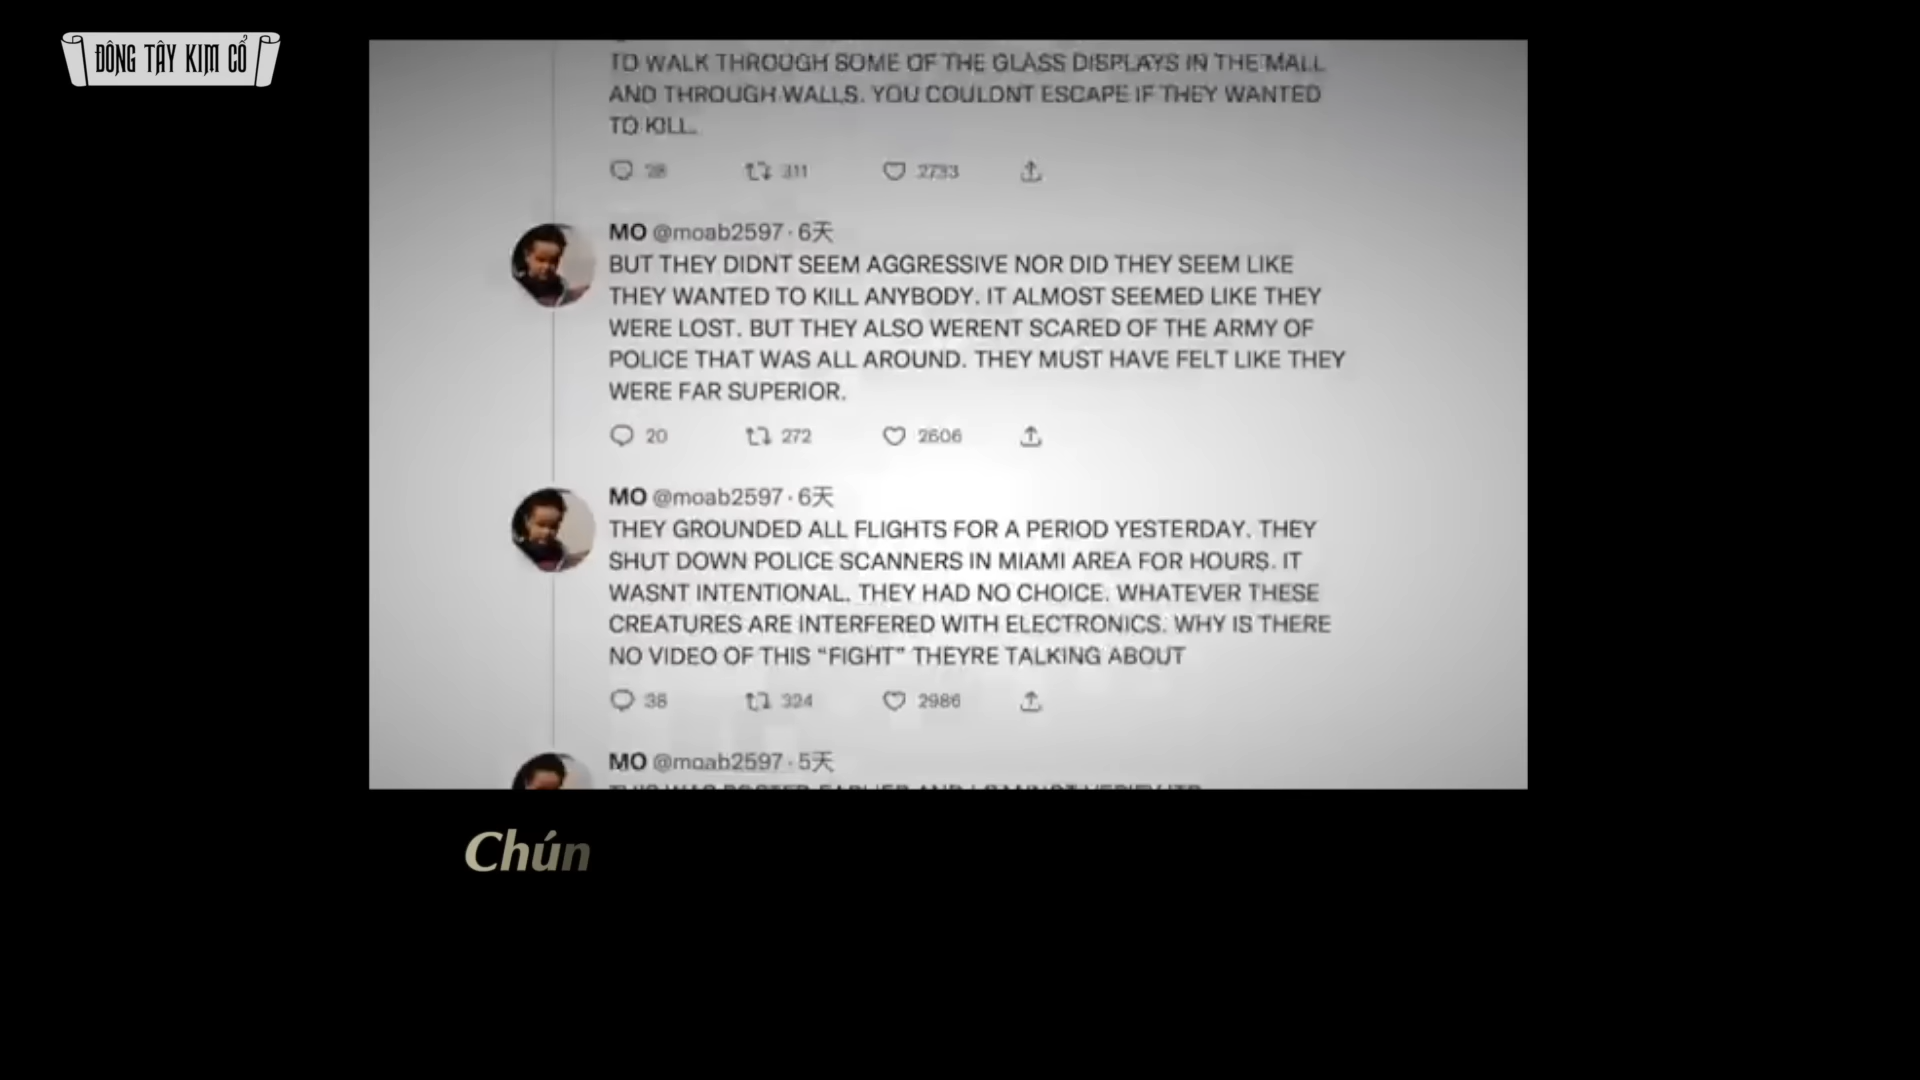 ĐÔNG TÂY KIM CỔ
TO WALK THROUGH SOME OF THE GLASS DISPLAYS IN THE MALL
AND THROUGH WALLS. YOU COULDNT ESCAPE IF THEY WANTED
TO KILL.
28 311 2733
MO @moab2597 · 6天
BUT THEY DIDNT SEEM AGGRESSIVE NOR DID THEY SEEM LIKE
THEY WANTED TO KILL ANYBODY. IT ALMOST SEEMED LIKE THEY
WERE LOST. BUT THEY ALSO WERENT SCARED OF THE ARMY OF
POLICE THAT WAS ALL AROUND. THEY MUST HAVE FELT LIKE THEY
WERE FAR SUPERIOR.
20 272 2606
MO @moab2597 · 6天
THEY GROUNDED ALL FLIGHTS FOR A PERIOD YESTERDAY. THEY
SHUT DOWN POLICE SCANNERS IN MIAMI AREA FOR HOURS. IT
WASNT INTENTIONAL. THEY HAD NO CHOICE. WHATEVER THESE
CREATURES ARE INTERFERED WITH ELECTRONICS. WHY IS THERE
NO VIDEO OF THIS “FIGHT” THEYRE TALKING ABOUT
38 324 2986
MO @moab2597 · 5天
Chún